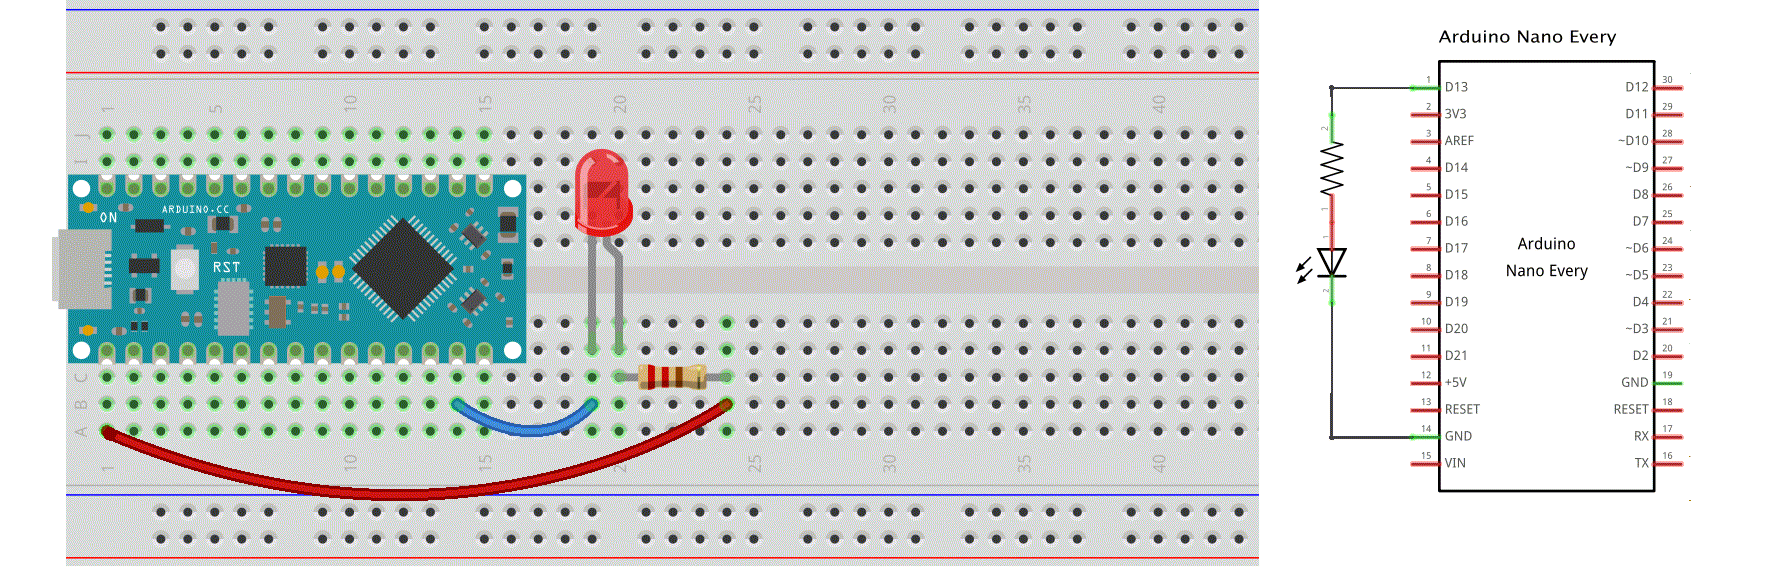 1 5 10 15 20 25 30 35 40
J
I
ON
ARDUINO.CC
RST
C
B
A
1 10 15 20 25 30 35 40
Arduino Nano Every
1 D13 D12 30
2 3V3 D11 29
3 AREF ~D10 28
4 D14 ~D9 27
5 D15 D8 26
6 D16 D7 25
7 D17 ~D6 24
8 D18 ~D5 23
9 D19 D4 22
10 D20 ~D3 21
11 D21 D2 20
12 +5V GND 19
13 RESET RESET 18
14 GND RX 17
15 VIN TX 16
Arduino
Nano Every
2
1
1
2